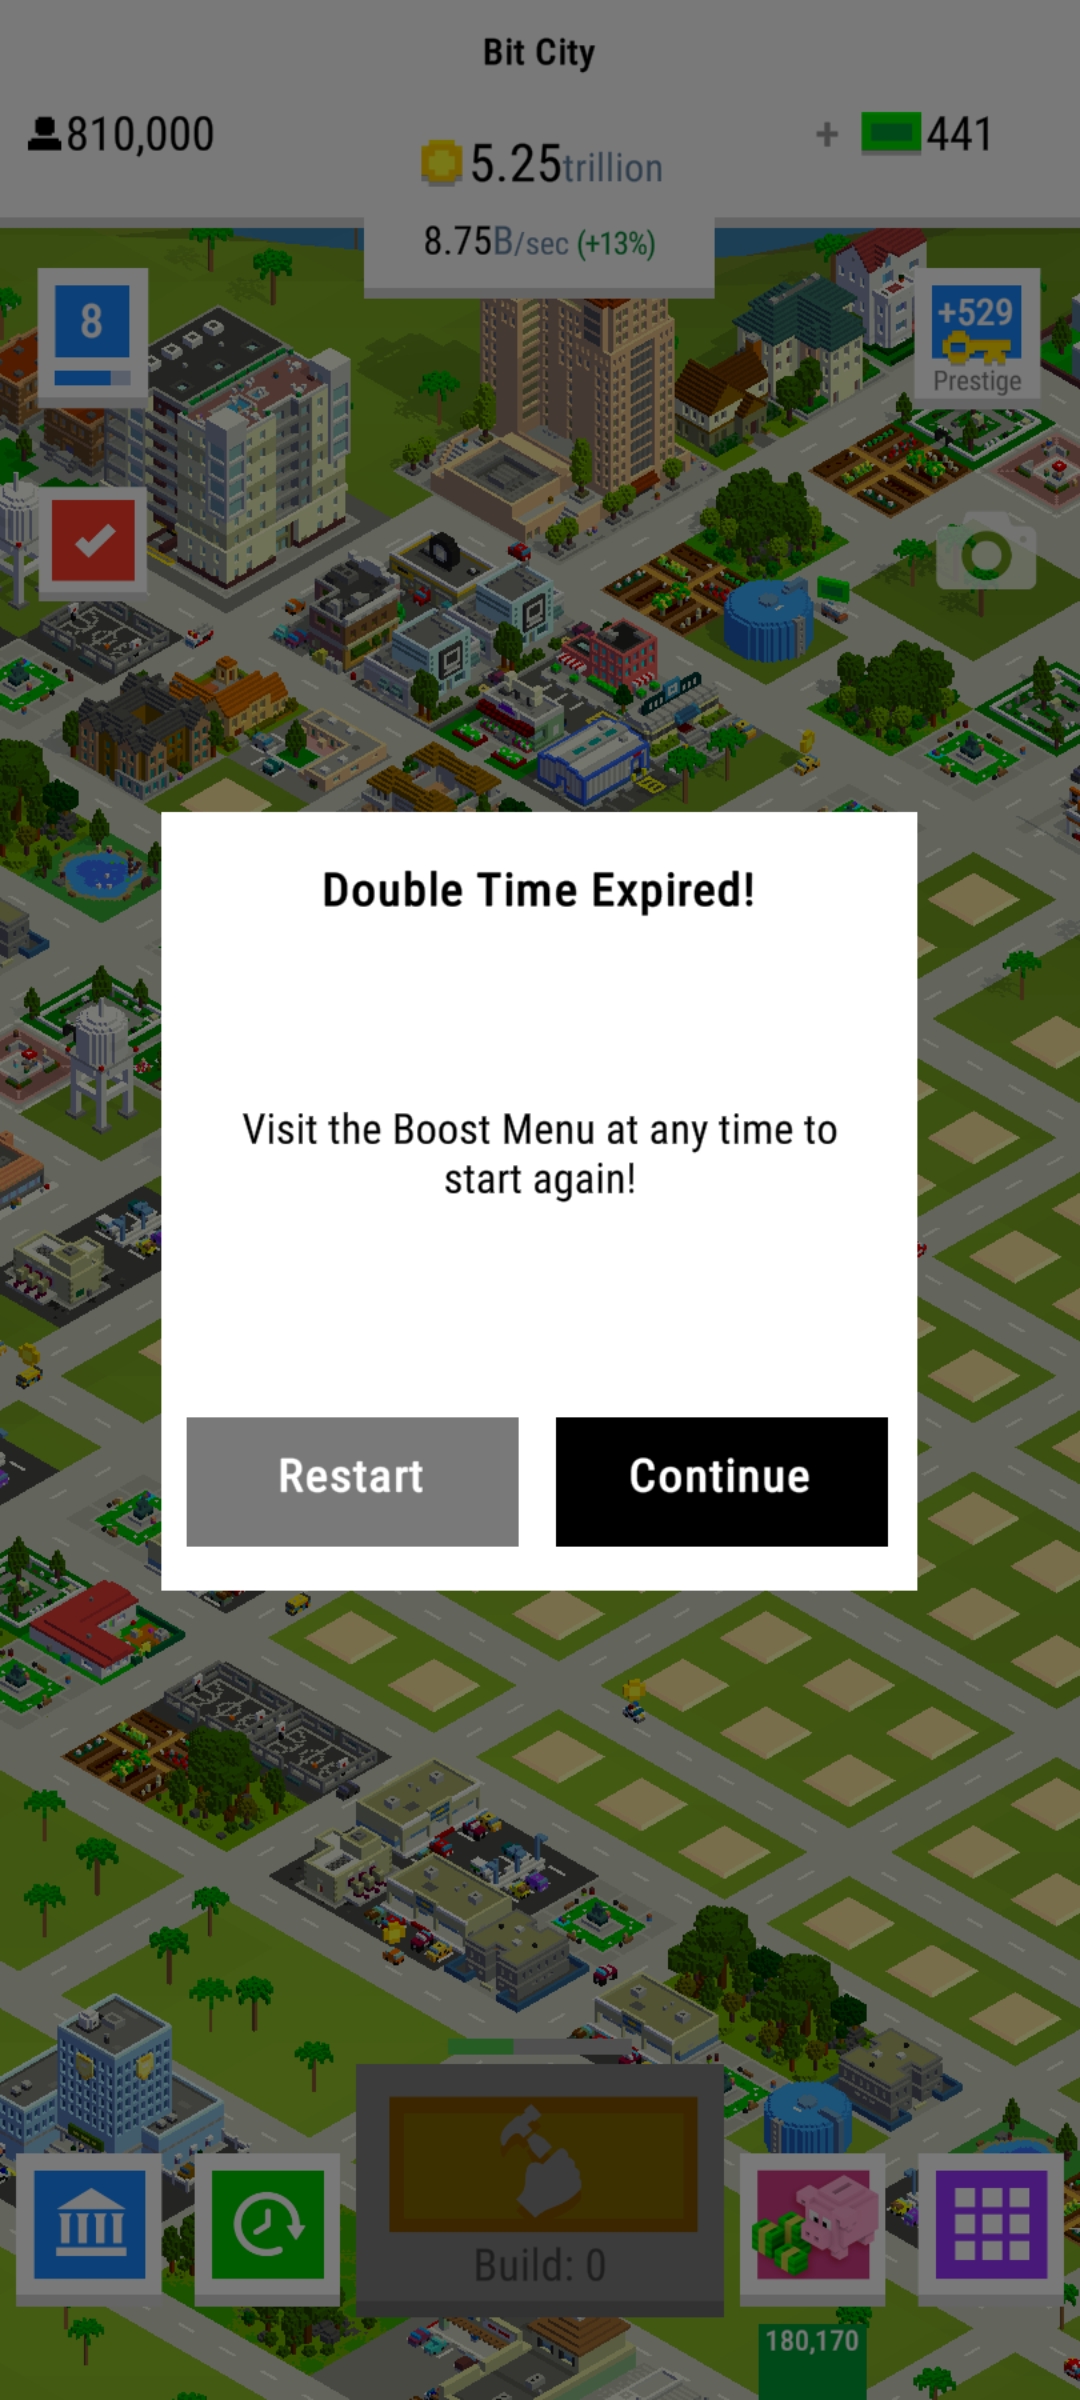 Bit City
810,000
5.25trillion
+ 441
8.75B/sec (+13%)
8
+529
Prestige
Double Time Expired!
Visit the Boost Menu at any time to
start again!
Restart
Continue
Build: 0
180,170